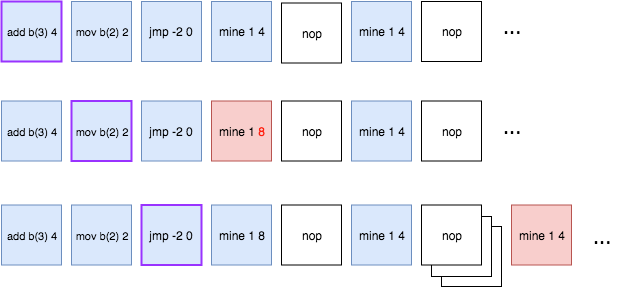 add b(3) 4 mov b(2) 2 jmp -2 0 mine 1 4 nop mine 1 4 nop ...
add b(3) 4 mov b(2) 2 jmp -2 0 mine 1 8 nop mine 1 4 nop ...
add b(3) 4 mov b(2) 2 jmp -2 0 mine 1 8 nop mine 1 4 nop mine 1 4 ...